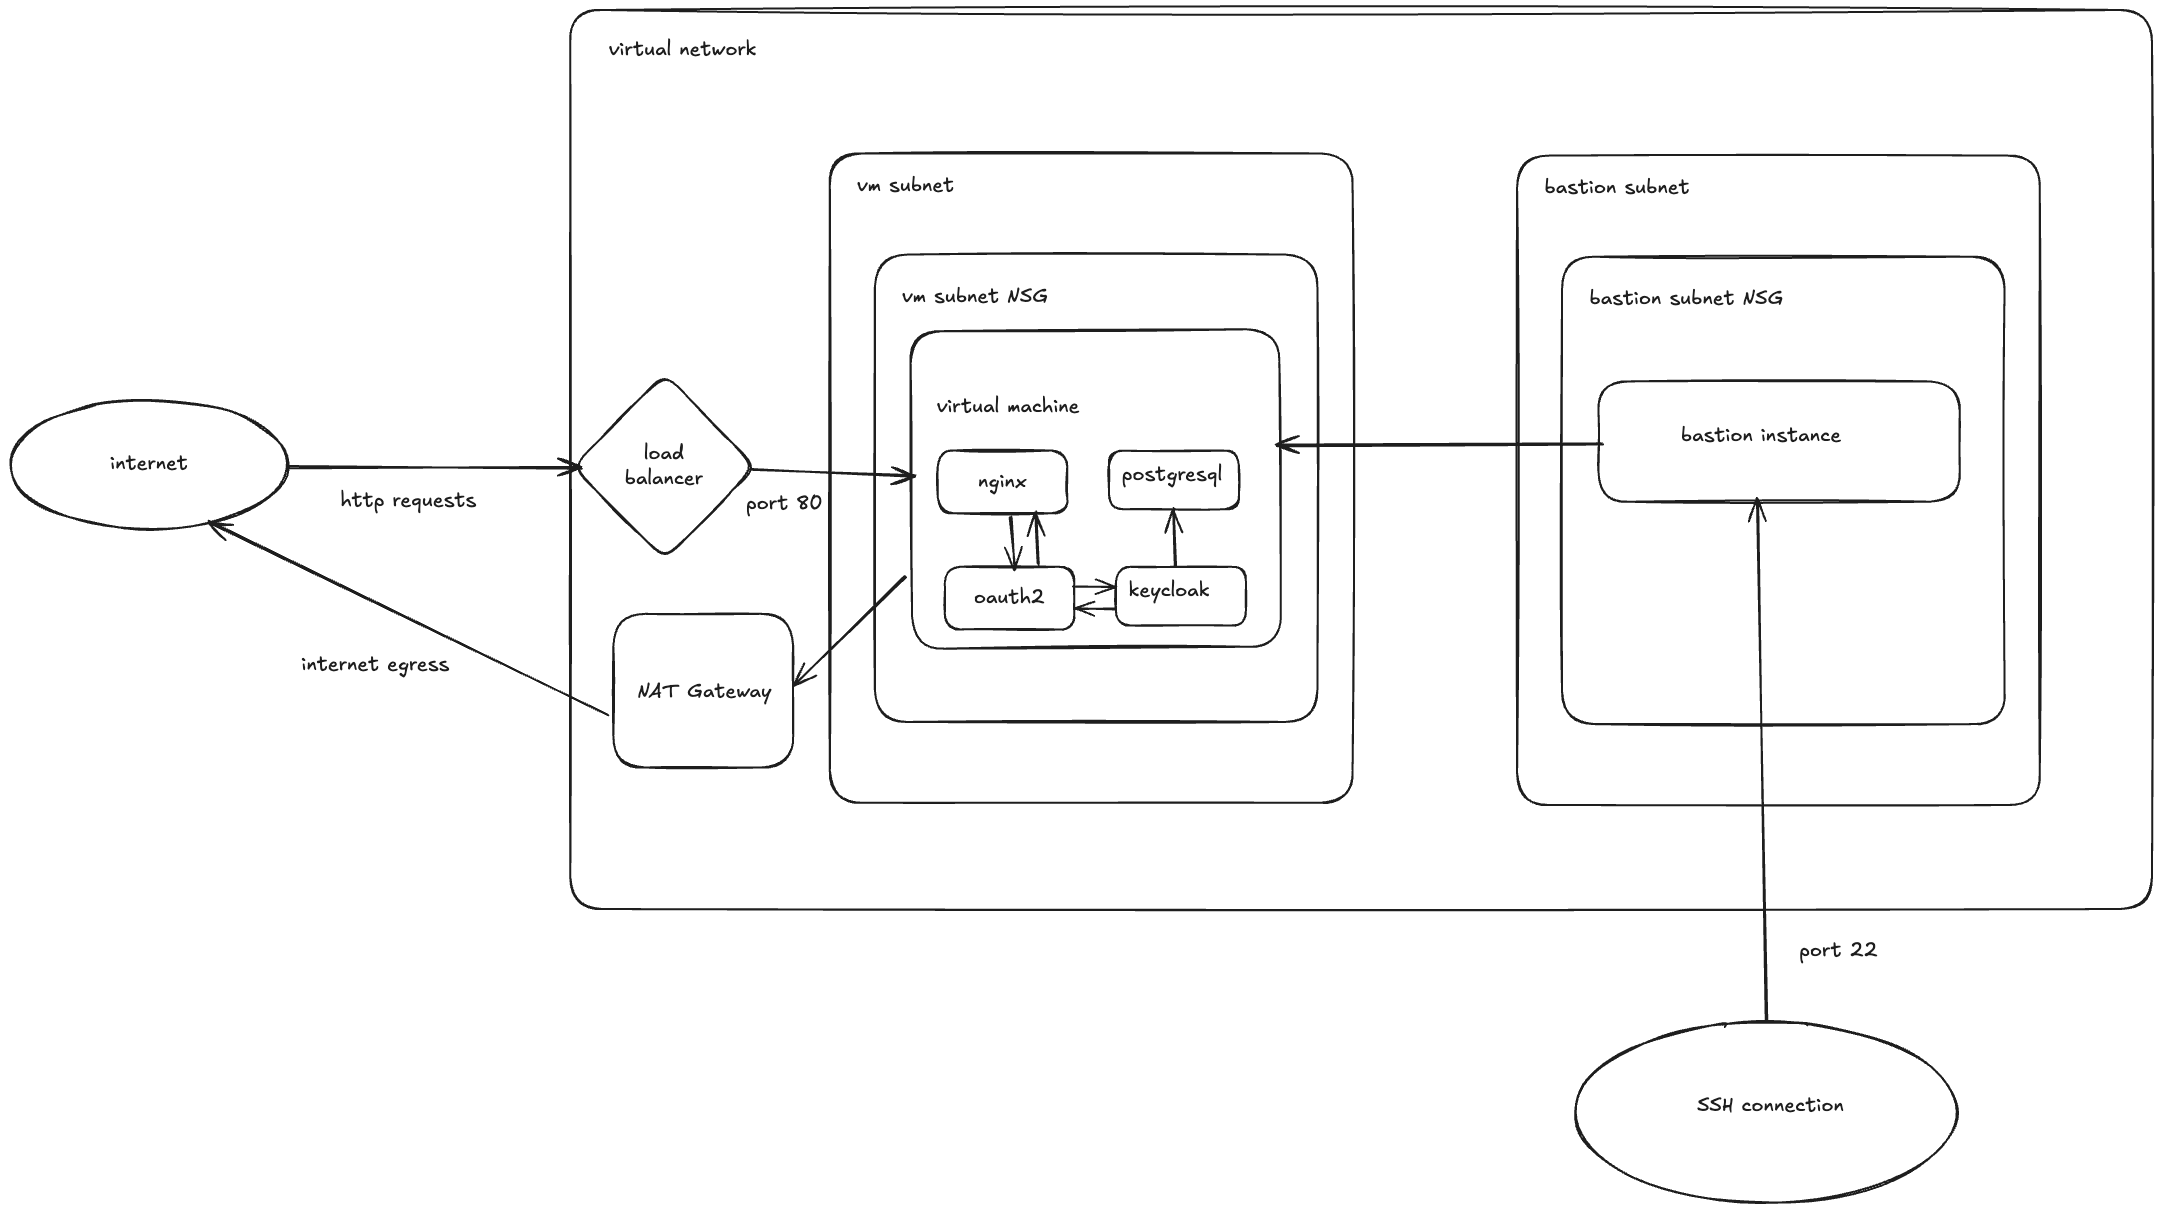 virtual network
vm subnet
bastion subnet
vm subnet NSG
bastion subnet NSG
virtual machine
bastion instance
load
balancer
internet
nginx
postgresql
http requests
port 80
oauth2
keycloak
internet egress
NAT Gateway
port 22
SSH connection